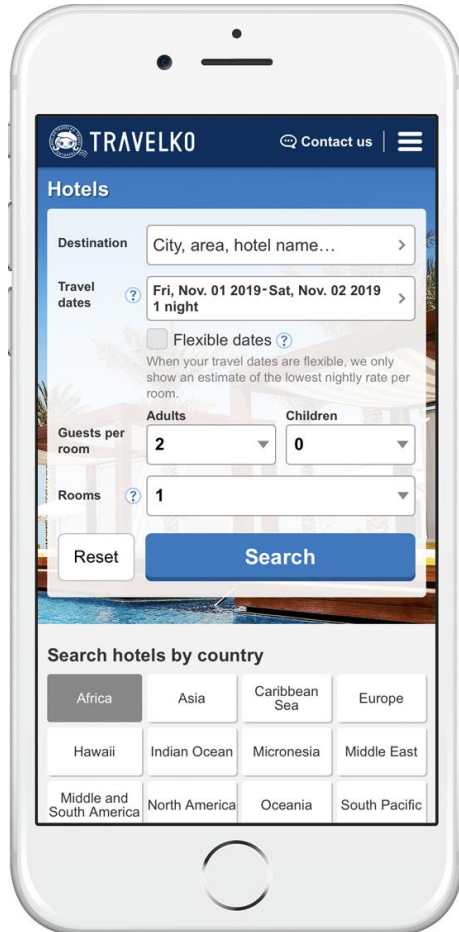 TRAVELKO
Contact us
Hotels
Destination
City, area, hotel name...
Travel
dates
?
Fri, Nov. 01 2019-Sat, Nov. 02 2019
1 night
Flexible dates ?
When your travel dates are flexible, we only
show an estimate of the lowest nightly rate per
room.
Guests per
room
Adults
2
Children
0
Rooms
?
1
Reset
Search
Search hotels by country
Africa
Asia
Caribbean
Sea
Europe
Hawaii
Indian Ocean
Micronesia
Middle East
Middle and
South America
North America
Oceania
South Pacific